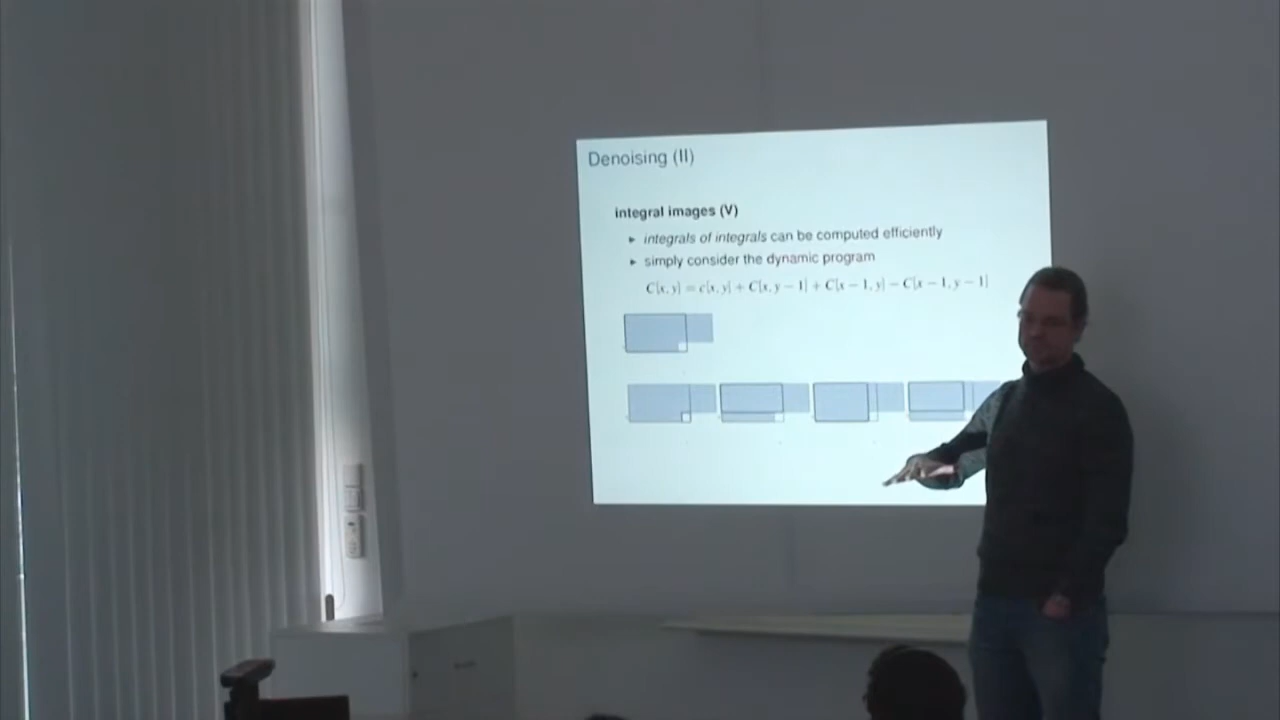 Denoising (II)
integral images (V)
▸ integrals of integrals can be computed efficiently
▸ simply consider the dynamic program
C[x, y] = c[x, y] + C[x, y − 1] + C[x − 1, y] − C[x − 1, y − 1]